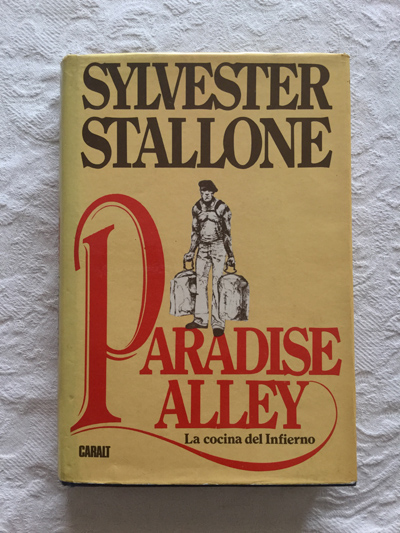 SYLVESTER
STALLONE
PARADISE
ALLEY
La cocina del Infierno
CARALT